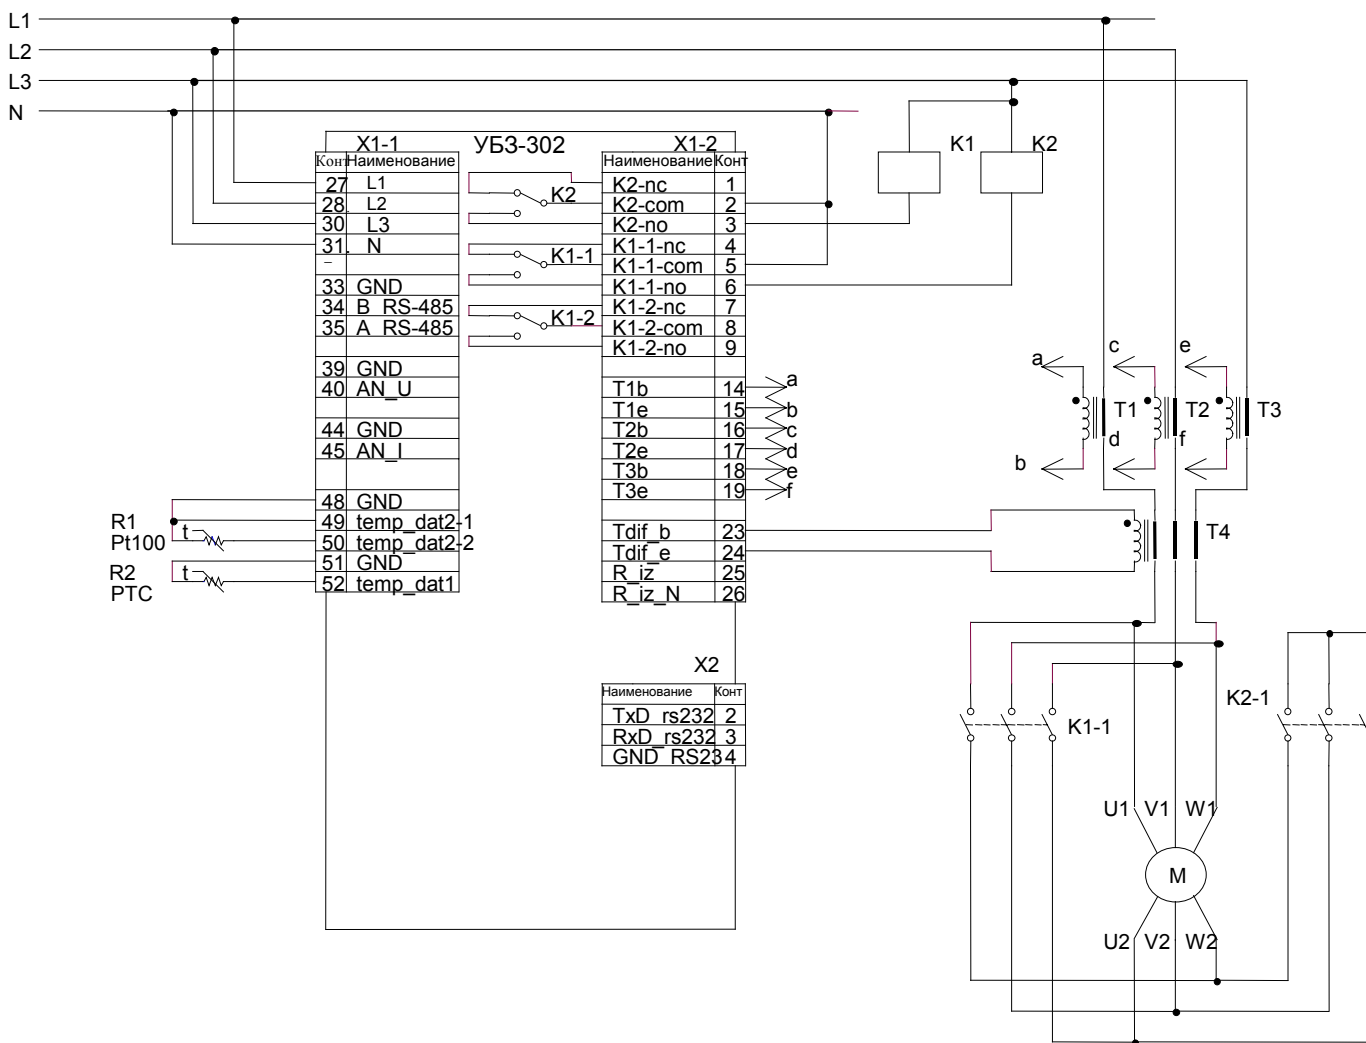 L1
L2
L3
N
X1-1
УБЗ-302
X1-2
Конт Наименование
27 L1
28 L2
30 L3
31 N
33 GND
34 B RS-485
35 A RS-485
39 GND
40 AN_U
44 GND
45 AN_I
48 GND
49 temp_dat2-1
50 temp_dat2-2
51 GND
52 temp_dat1
R1
Pt100
t
R2
PTC
t
K2
K1-1
K1-2
Наименование Конт
K2-nc 1
K2-com 2
K2-no 3
K1-1-nc 4
K1-1-com 5
K1-1-no 6
K1-2-nc 7
K1-2-com 8
K1-2-no 9
T1b 14 a
T1e 15 b
T2b 16 c
T2e 17 d
T3b 18 e
T3e 19 f
Tdif_b 23
Tdif_e 24
R_iz 25
R_iz_N 26
X2
Наименование Конт
TxD_rs232 2
RxD_rs232 3
GND_RS23 4
K1
K2
a
c
e
T1
T2
T3
b
d
f
T4
K1-1
K2-1
U1 V1 W1
M
U2 V2 W2